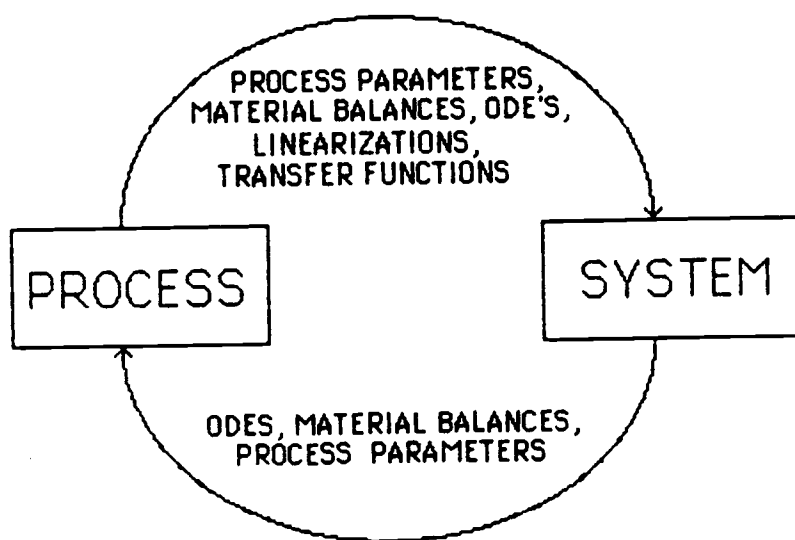 PROCESS PARAMETERS,
MATERIAL BALANCES, ODE'S,
LINEARIZATIONS,
TRANSFER FUNCTIONS
PROCESS
SYSTEM
ODES, MATERIAL BALANCES,
PROCESS PARAMETERS